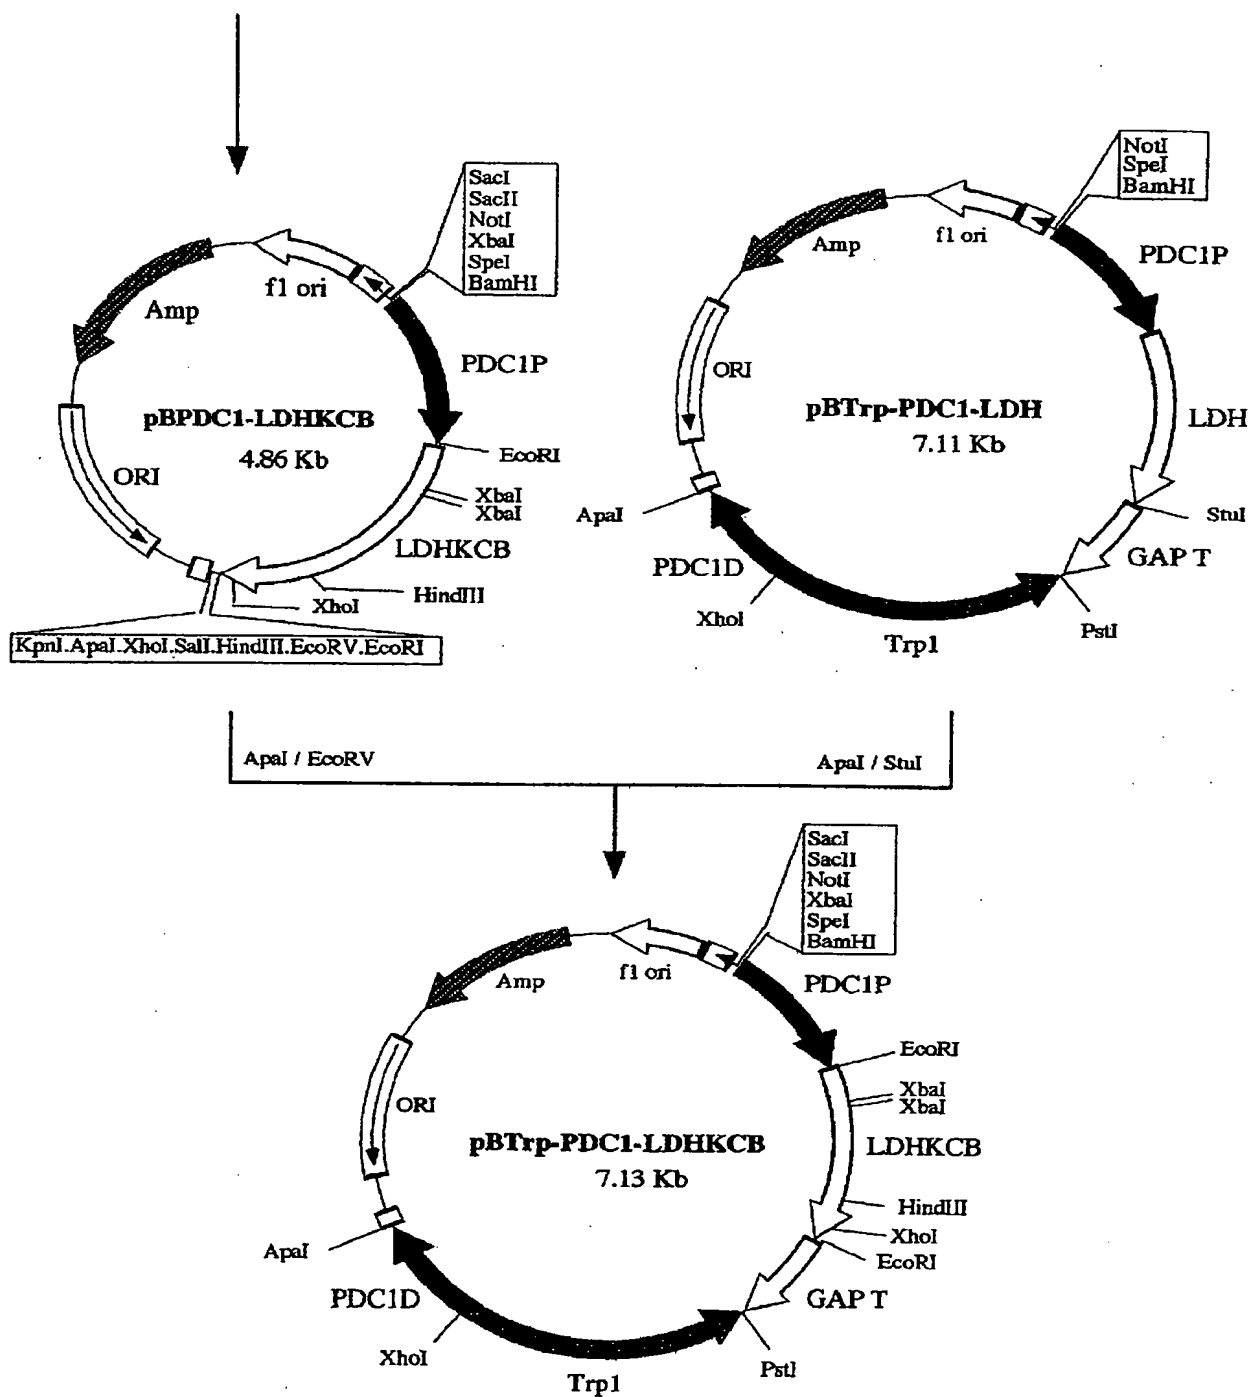 SacI
SacII
NotI
XbaI
SpeI
BamHI
f1 ori
Amp
PDC1P
pBPDC1-LDHKCB
4.86 Kb
EcoRI
ORI
XbaI
XbaI
LDHKCB
HindIII
XhoI
KpnI.ApaI.XhoI.SalI.HindIII.EcoRV.EcoRI
NotI
SpeI
BamHI
Amp
f1 ori
PDC1P
ORI
pBTrp-PDC1-LDH
7.11 Kb
LDH
ApaI
StuI
PDC1D
GAP T
XhoI
PstI
Trp1
ApaI / EcoRV
ApaI / StuI
SacI
SacII
NotI
XbaI
SpeI
BamHI
Amp
f1 ori
PDC1P
EcoRI
XbaI
XbaI
ORI
pBTrp-PDC1-LDHKCB
7.13 Kb
LDHKCB
HindIII
XhoI
EcoRI
ApaI
PDC1D
GAP T
XhoI
PstI
Trp1